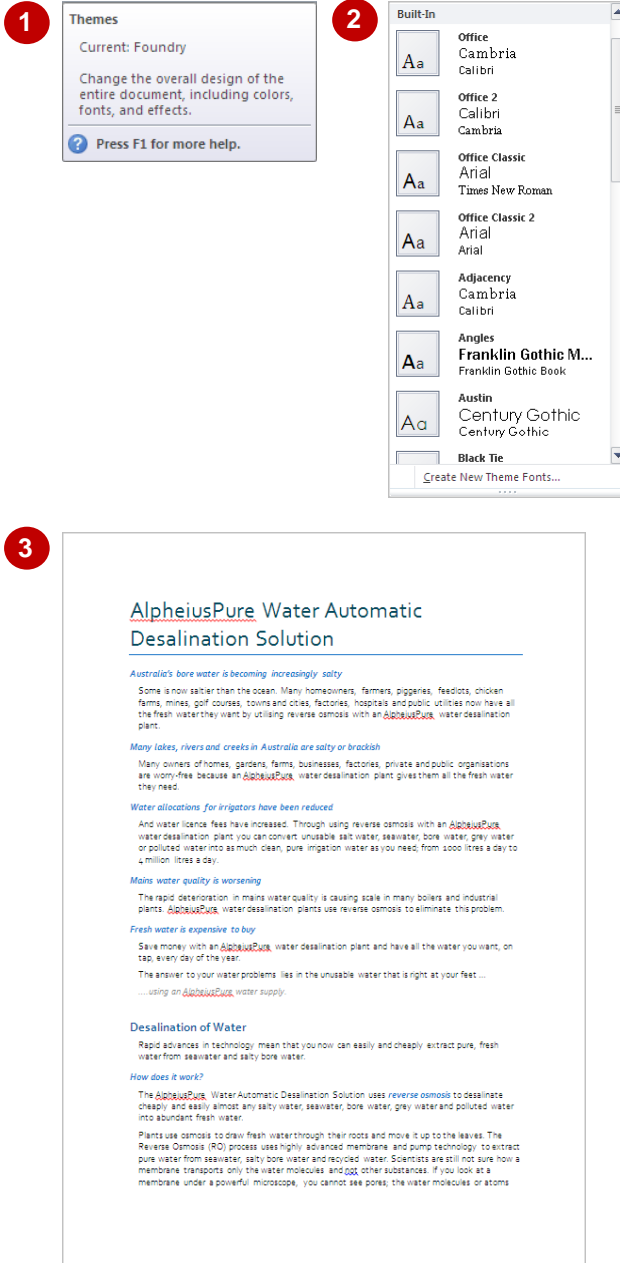 1
Themes
Current: Foundry
Change the overall design of the
entire document, including colors,
fonts, and effects.
Press F1 for more help.
2
Built-In
Aa
Office
Cambria
Calibri
Aa
Office 2
Calibri
Cambria
Aa
Office Classic
Arial
Times New Roman
Aa
Office Classic 2
Arial
Arial
Aa
Adjacency
Cambria
Calibri
Aa
Angles
Franklin Gothic M...
Franklin Gothic Book
Aa
Austin
Century Gothic
Century Gothic
Black Tie
Create New Theme Fonts...
3
AlpheiusPure Water Automatic
Desalination Solution
Australia's bore water is becoming increasingly salty
Some is now saltier than the ocean. Many homeowners, farmers, piggeries, feedlots, chicken
farms, mines, golf courses, towns and cities, factories, hospitals and public utilities now have all
the fresh water they want by utilising reverse osmosis with an AlpheiusPure water desalination
plant.
Many lakes, rivers and creeks in Australia are salty or brackish
Many owners of homes, gardens, farms, businesses, factories, private and public organisations
are worry-free because an AlpheiusPure water desalination plant gives them all the fresh water
they need.
Water allocations for irrigators have been reduced
And water licence fees have increased. Through using reverse osmosis with an AlpheiusPure
water desalination plant you can convert unusable salt water, seawater, bore water, grey water
or polluted water into as much clean, pure irrigation water as you need; from 1000 litres a day to
4 million litres a day.
Mains water quality is worsening
The rapid deterioration in mains water quality is causing scale in many boilers and industrial
plants. AlpheiusPure water desalination plants use reverse osmosis to eliminate this problem.
Fresh water is expensive to buy
Save money with an AlpheiusPure water desalination plant and have all the water you want, on
tap, every day of the year.
The answer to your water problems lies in the unusable water that is right at your feet ...
... using an AlpheiusPure water supply.
Desalination of Water
Rapid advances in technology mean that you now can easily and cheaply extract pure, fresh
water from seawater and salty bore water.
How does it work?
The AlpheiusPure Water Automatic Desalination Solution uses reverse osmosis to desalinate
cheaply and easily almost any salty water, seawater, bore water, grey water and polluted water
into abundant fresh water.
Plants use osmosis to draw fresh water through their roots and move it up to the leaves. The
Reverse Osmosis (RO) process uses highly advanced membrane and pump technology to extract
pure water from seawater, salty bore water and recycled water. Scientists are still not sure how a
membrane transports only the water molecules and not other substances. If you look at a
membrane under a powerful microscope, you cannot see pores; the water molecules or atoms